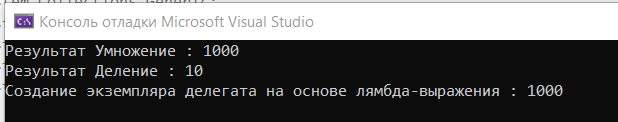 Консоль отладки Microsoft Visual Studio
Результат Умножение : 1000
Результат Деление : 10
Создание экземпляра делегата на основе лямбда-выражения : 1000